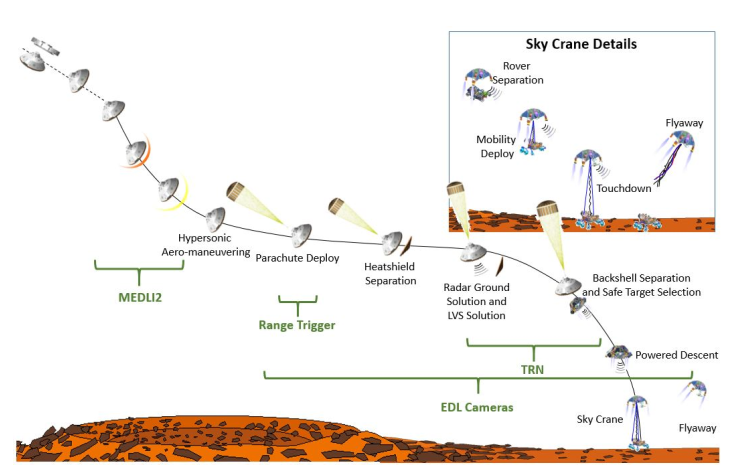 Sky Crane Details
Rover
Separation
Mobility
Deploy
Flyaway
Touchdown
Hypersonic
Aero-maneuvering
Parachute Deploy
Heatshield
Separation
Radar Ground
Solution and
LVS Solution
Backshell Separation
and Safe Target Selection
MEDLI2
Range Trigger
Powered Descent
TRN
EDL Cameras
Sky Crane
Flyaway